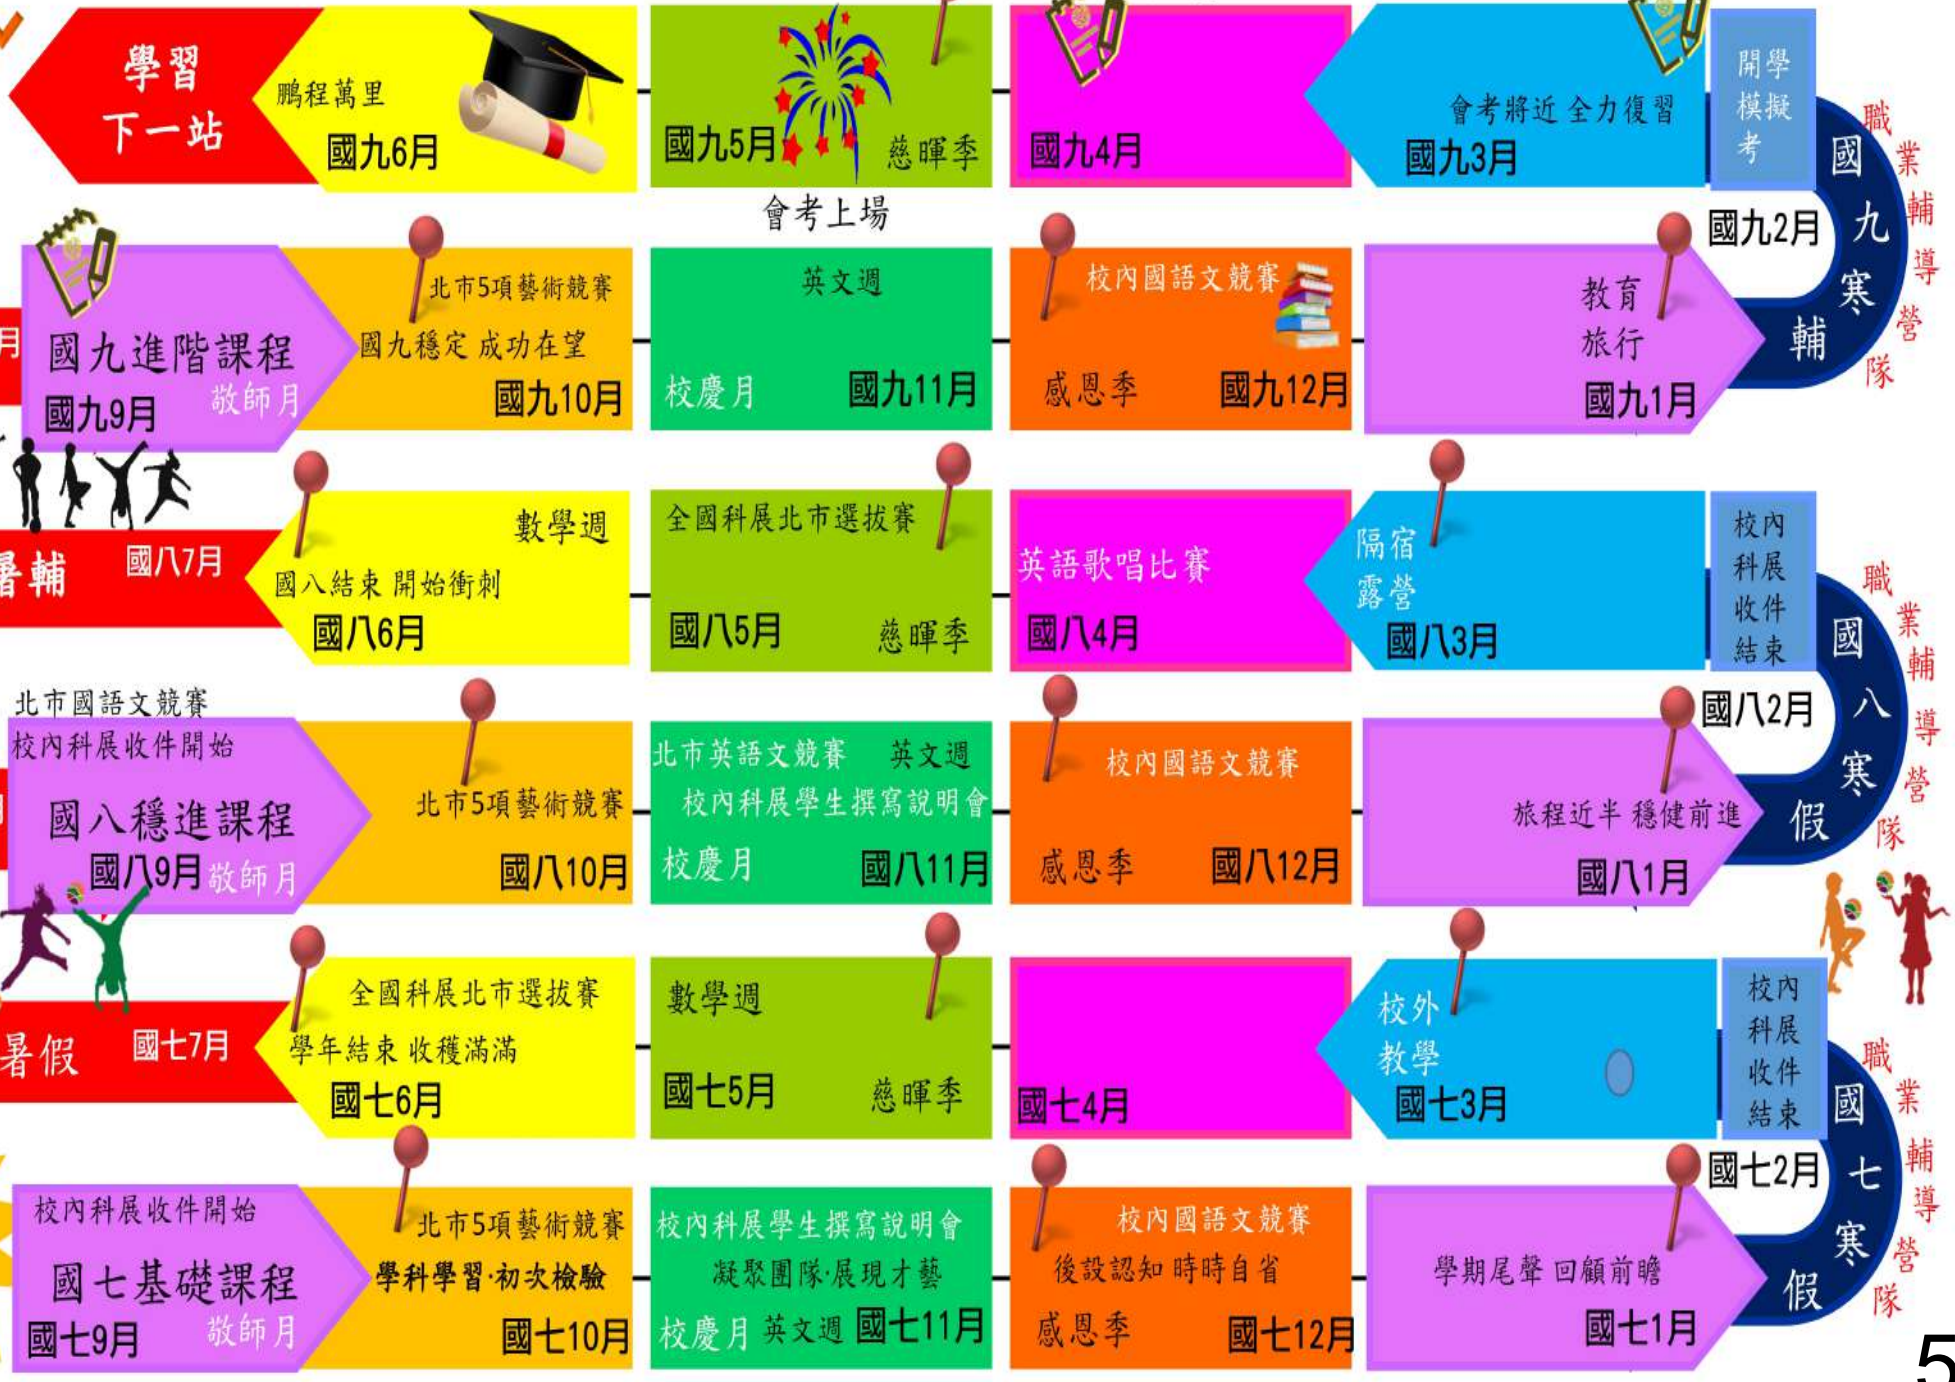 學習
下一站
鵬程萬里
國九6月
國九5月
慈暉季
會考上場
國九4月
會考將近 全力復習
國九3月
開學
模擬
考
國九2月
國九寒輔
職業輔導營隊
月
國九進階課程
國九9月
敬師月
北市5項藝術競賽
國九穩定 成功在望
國九10月
英文週
校慶月
國九11月
校內國語文競賽
感恩季
國九12月
教育
旅行
國九1月
暑輔
國八7月
數學週
國八結束 開始衝刺
國八6月
全國科展北市選拔賽
國八5月
慈暉季
英語歌唱比賽
國八4月
隔宿
露營
國八3月
校內
科展
收件
結束
國八2月
國八寒假
職業輔導營隊
北市國語文競賽
校內科展收件開始
國八穩進課程
國八9月
敬師月
北市5項藝術競賽
國八10月
北市英語文競賽 英文週
校內科展學生撰寫說明會
校慶月
國八11月
校內國語文競賽
感恩季
國八12月
旅程近半 穩健前進
國八1月
暑假
國七7月
全國科展北市選拔賽
學年結束 收穫滿滿
國七6月
數學週
國七5月
慈暉季
國七4月
校外
教學
國七3月
校內
科展
收件
結束
國七2月
國七寒假
職業輔導營隊
校內科展收件開始
國七基礎課程
國七9月
敬師月
北市5項藝術競賽
學科學習·初次檢驗
國七10月
校內科展學生撰寫說明會
凝聚團隊·展現才藝
校慶月 英文週 國七11月
校內國語文競賽
後設認知 時時自省
感恩季
國七12月
學期尾聲 回顧前瞻
國七1月
5